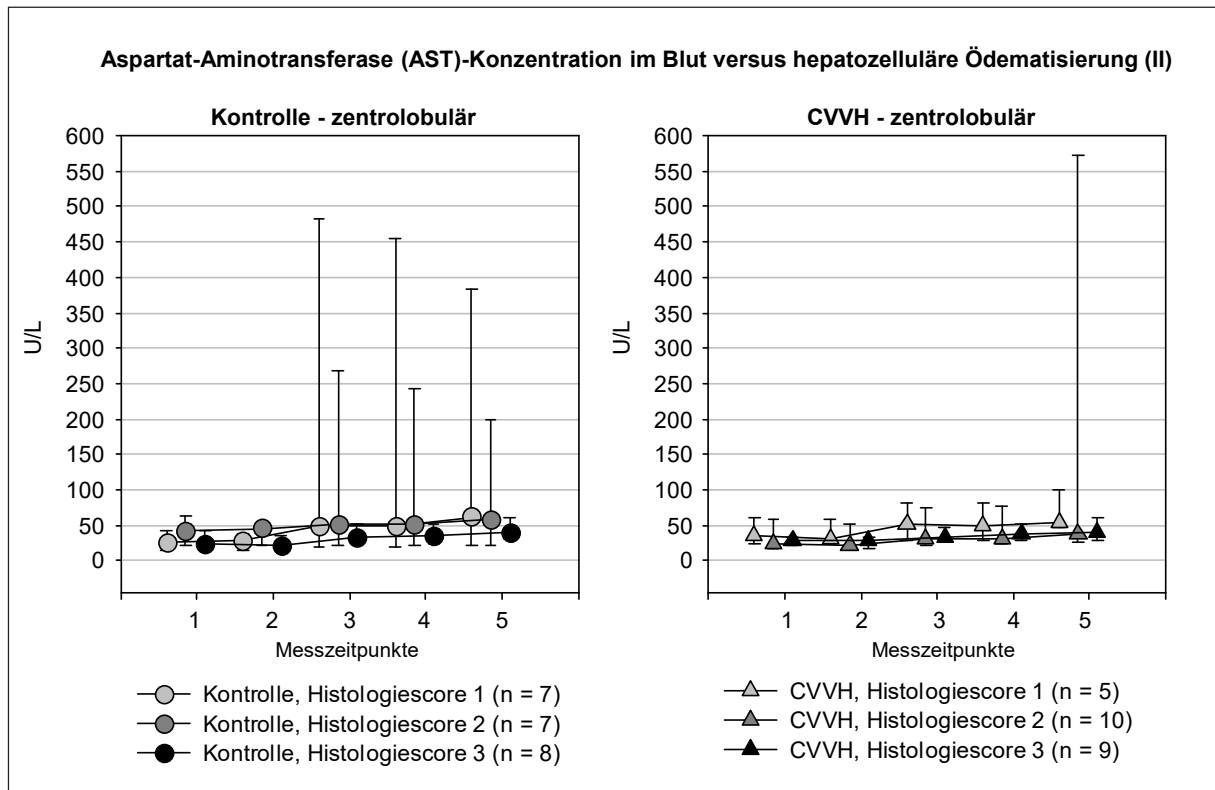 Aspartat-Aminotransferase (AST)-Konzentration im Blut versus hepatozelluläre Ödematisierung (II)
Kontrolle - zentrolobulär
600
550
500
450
400
350
300
250
200
150
100
50
0
U/L
1 2 3 4 5
Messzeitpunkte
Kontrolle, Histologiescore 1 (n = 7)
Kontrolle, Histologiescore 2 (n = 7)
Kontrolle, Histologiescore 3 (n = 8)
CVVH - zentrolobulär
600
550
500
450
400
350
300
250
200
150
100
50
0
U/L
1 2 3 4 5
Messzeitpunkte
CVVH, Histologiescore 1 (n = 5)
CVVH, Histologiescore 2 (n = 10)
CVVH, Histologiescore 3 (n = 9)